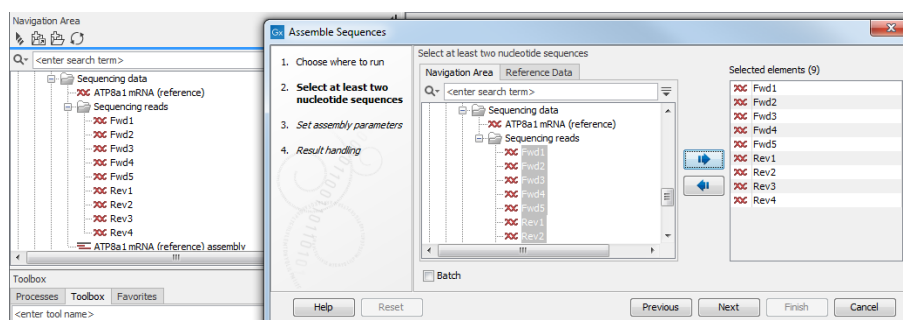 Navigation Area
<enter search term>
Sequencing data
ATP8a1 mRNA (reference)
Sequencing reads
Fwd1
Fwd2
Fwd3
Fwd4
Fwd5
Rev1
Rev2
Rev3
Rev4
ATP8a1 mRNA (reference) assembly
Toolbox
Processes Toolbox Favorites
<enter tool name>
Gx Assemble Sequences
1. Choose where to run
2. Select at least two
nucleotide sequences
3. Set assembly parameters
4. Result handling
Select at least two nucleotide sequences
Navigation Area Reference Data
<enter search term>
Sequencing data
ATP8a1 mRNA (reference)
Sequencing reads
Fwd1
Fwd2
Fwd3
Fwd4
Fwd5
Rev1
Rev2
Batch
Selected elements (9)
Fwd1
Fwd2
Fwd3
Fwd4
Fwd5
Rev1
Rev2
Rev3
Rev4
Help Reset Previous Next Finish Cancel